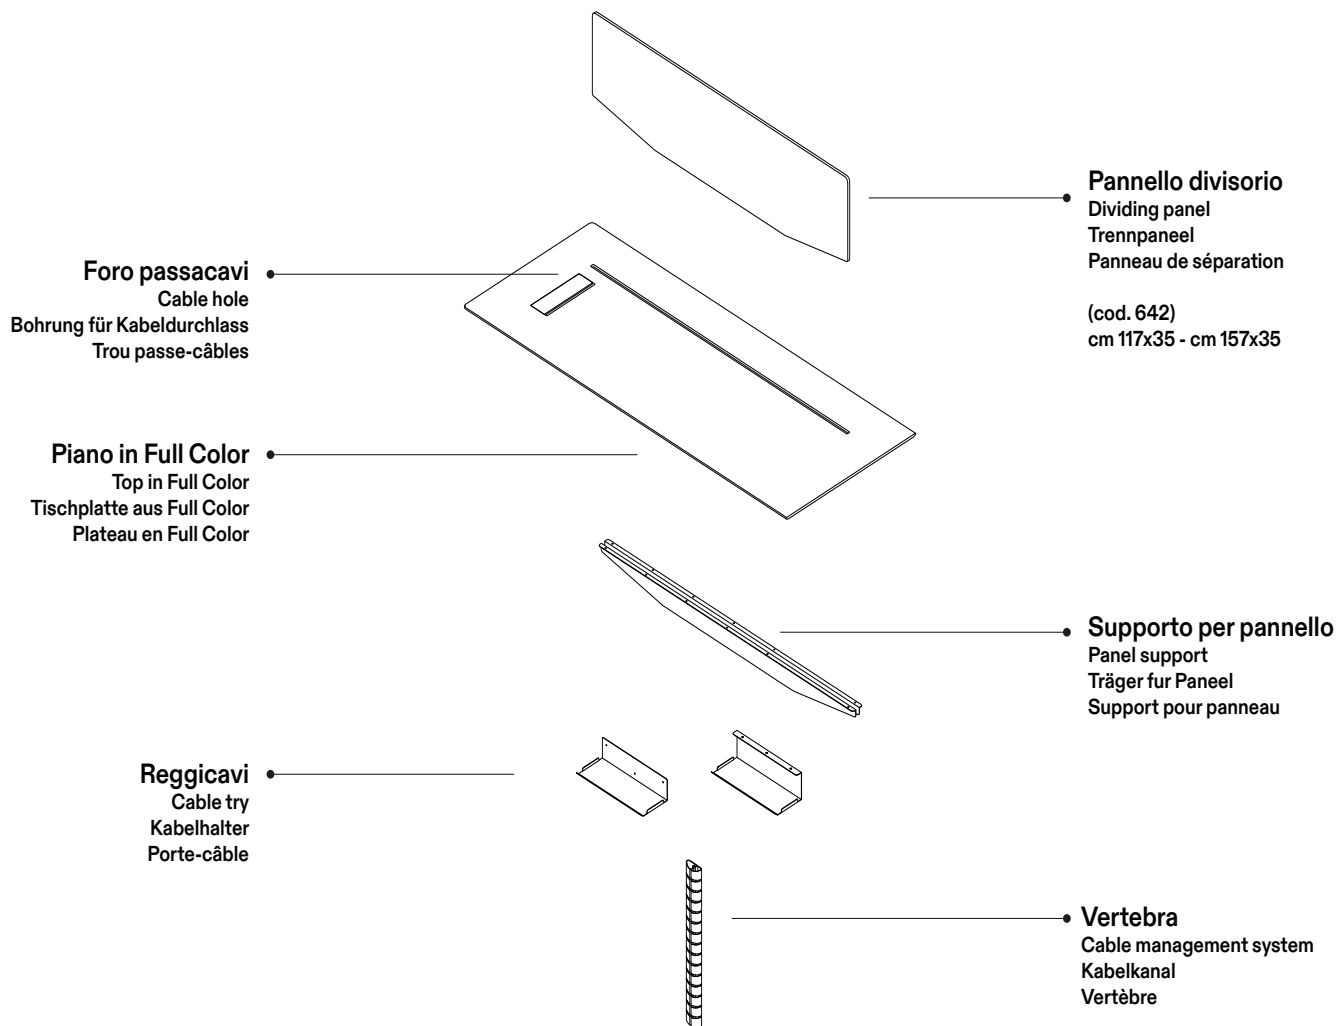 Pannello divisorio
Dividing panel
Trennpaneel
Panneau de séparation
(cod. 642)
cm 117x35 - cm 157x35
Foro passacavi
Cable hole
Bohrung für Kabeldurchlass
Trou passe-câbles
Piano in Full Color
Top in Full Color
Tischplatte aus Full Color
Plateau en Full Color
Supporto per pannello
Panel support
Träger fur Paneel
Support pour panneau
Reggicavi
Cable try
Kabelhalter
Porte-câble
Vertebra
Cable management system
Kabelkanal
Vertèbre